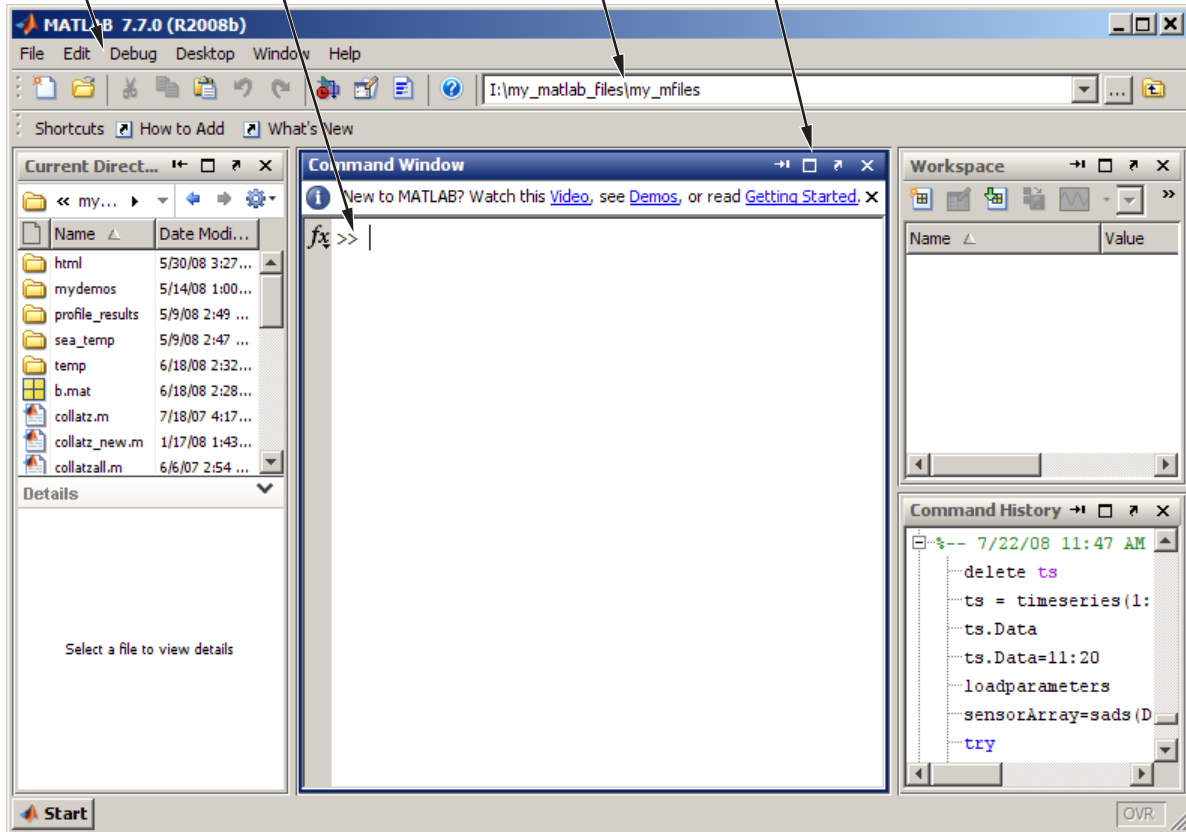 MATLAB 7.7.0 (R2008b)
File Edit Debug Desktop Window Help
I:\my_matlab_files\my_mfiles
...
Shortcuts How to Add What's New
Current Direct...
« my...
Name Date Modi...
html 5/30/08 3:27...
mydemos 5/14/08 1:00...
profile_results 5/9/08 2:49 ...
sea_temp 5/9/08 2:47 ...
temp 6/18/08 2:32...
b.mat 6/18/08 2:28...
collatz.m 7/18/07 4:17...
collatz_new.m 1/17/08 1:43...
collatzall.m 6/6/07 2:54 ...
Details
Select a file to view details
Command Window
New to MATLAB? Watch this Video, see Demos, or read Getting Started.
fx >>
Workspace
»
Name Value
Command History
%-- 7/22/08 11:47 AM
delete ts
ts = timeseries(1:
ts.Data
ts.Data=11:20
loadparameters
sensorArray=sads(D
try
Start
OVR